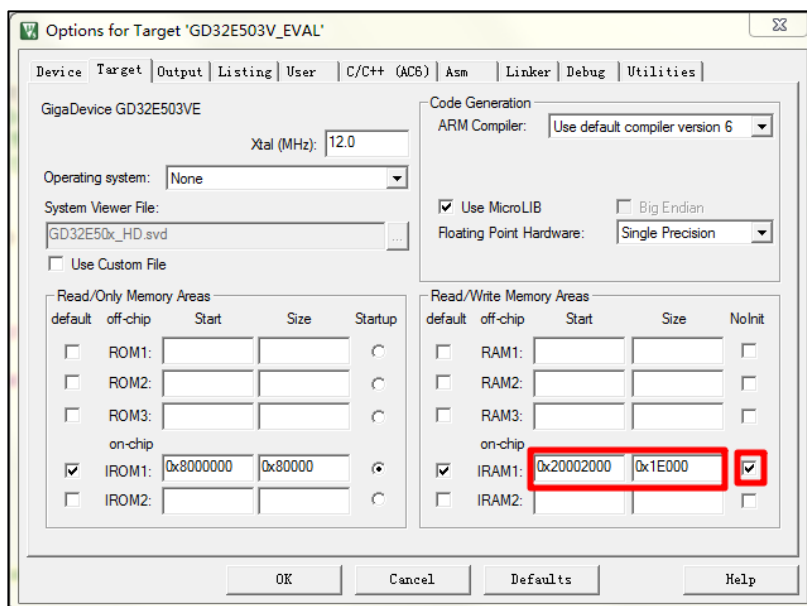 Options for Target 'GD32E503V_EVAL'
Device Target Output Listing User C/C++ (AC6) Asm Linker Debug Utilities
GigaDevice GD32E503VE
Xtal (MHz): 12.0
Operating system: None
System Viewer File:
GD32E50x_HD.svd ...
Use Custom File
Code Generation
ARM Compiler: Use default compiler version 6
Use MicroLIB Big Endian
Floating Point Hardware: Single Precision
Read/Only Memory Areas
default off-chip Start Size Startup
ROM1:
ROM2:
ROM3:
on-chip
IROM1: 0x8000000 0x80000
IROM2:
Read/Write Memory Areas
default off-chip Start Size NoInit
RAM1:
RAM2:
RAM3:
on-chip
IRAM1: 0x20002000 0x1E000
IRAM2:
OK Cancel Defaults Help